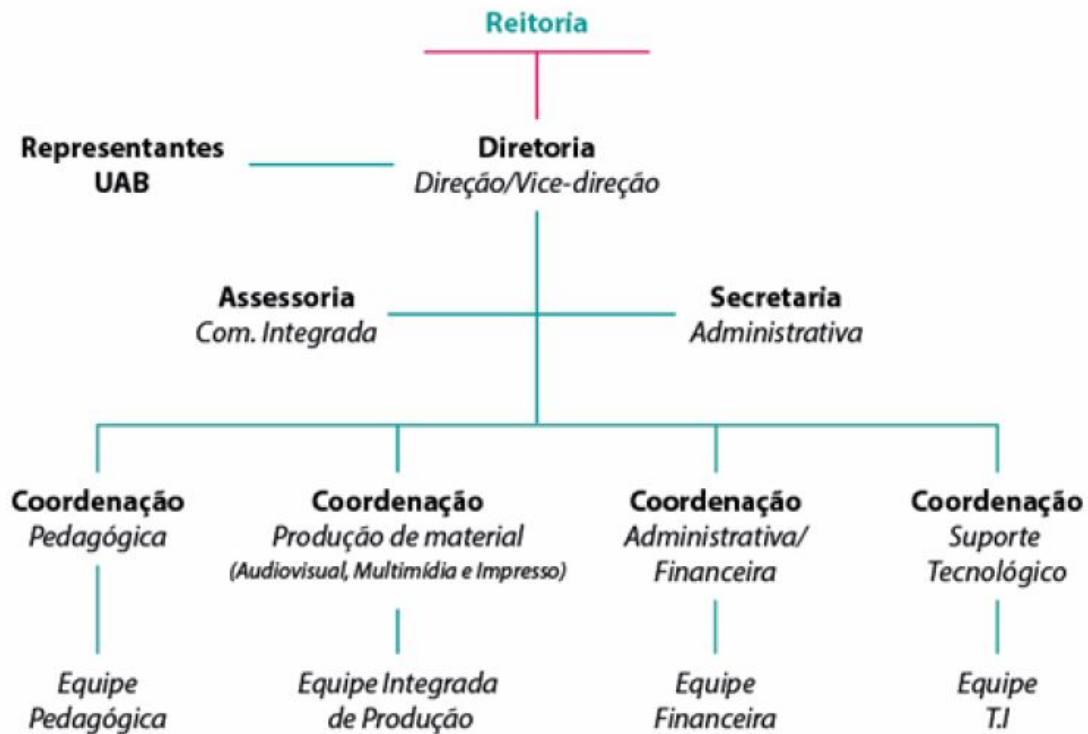 Reitoria
Representantes
UAB
Diretoria
Direção/Vice-direção
Assessoria
Com. Integrada
Secretaria
Administrativa
Coordenação
Pedagógica
Coordenação
Produção de material
(Audiovisual, Multimídia e Impresso)
Coordenação
Administrativa/
Financeira
Coordenação
Suporte
Tecnológico
Equipe
Pedagógica
Equipe Integrada
de Produção
Equipe
Financeira
Equipe
T.I